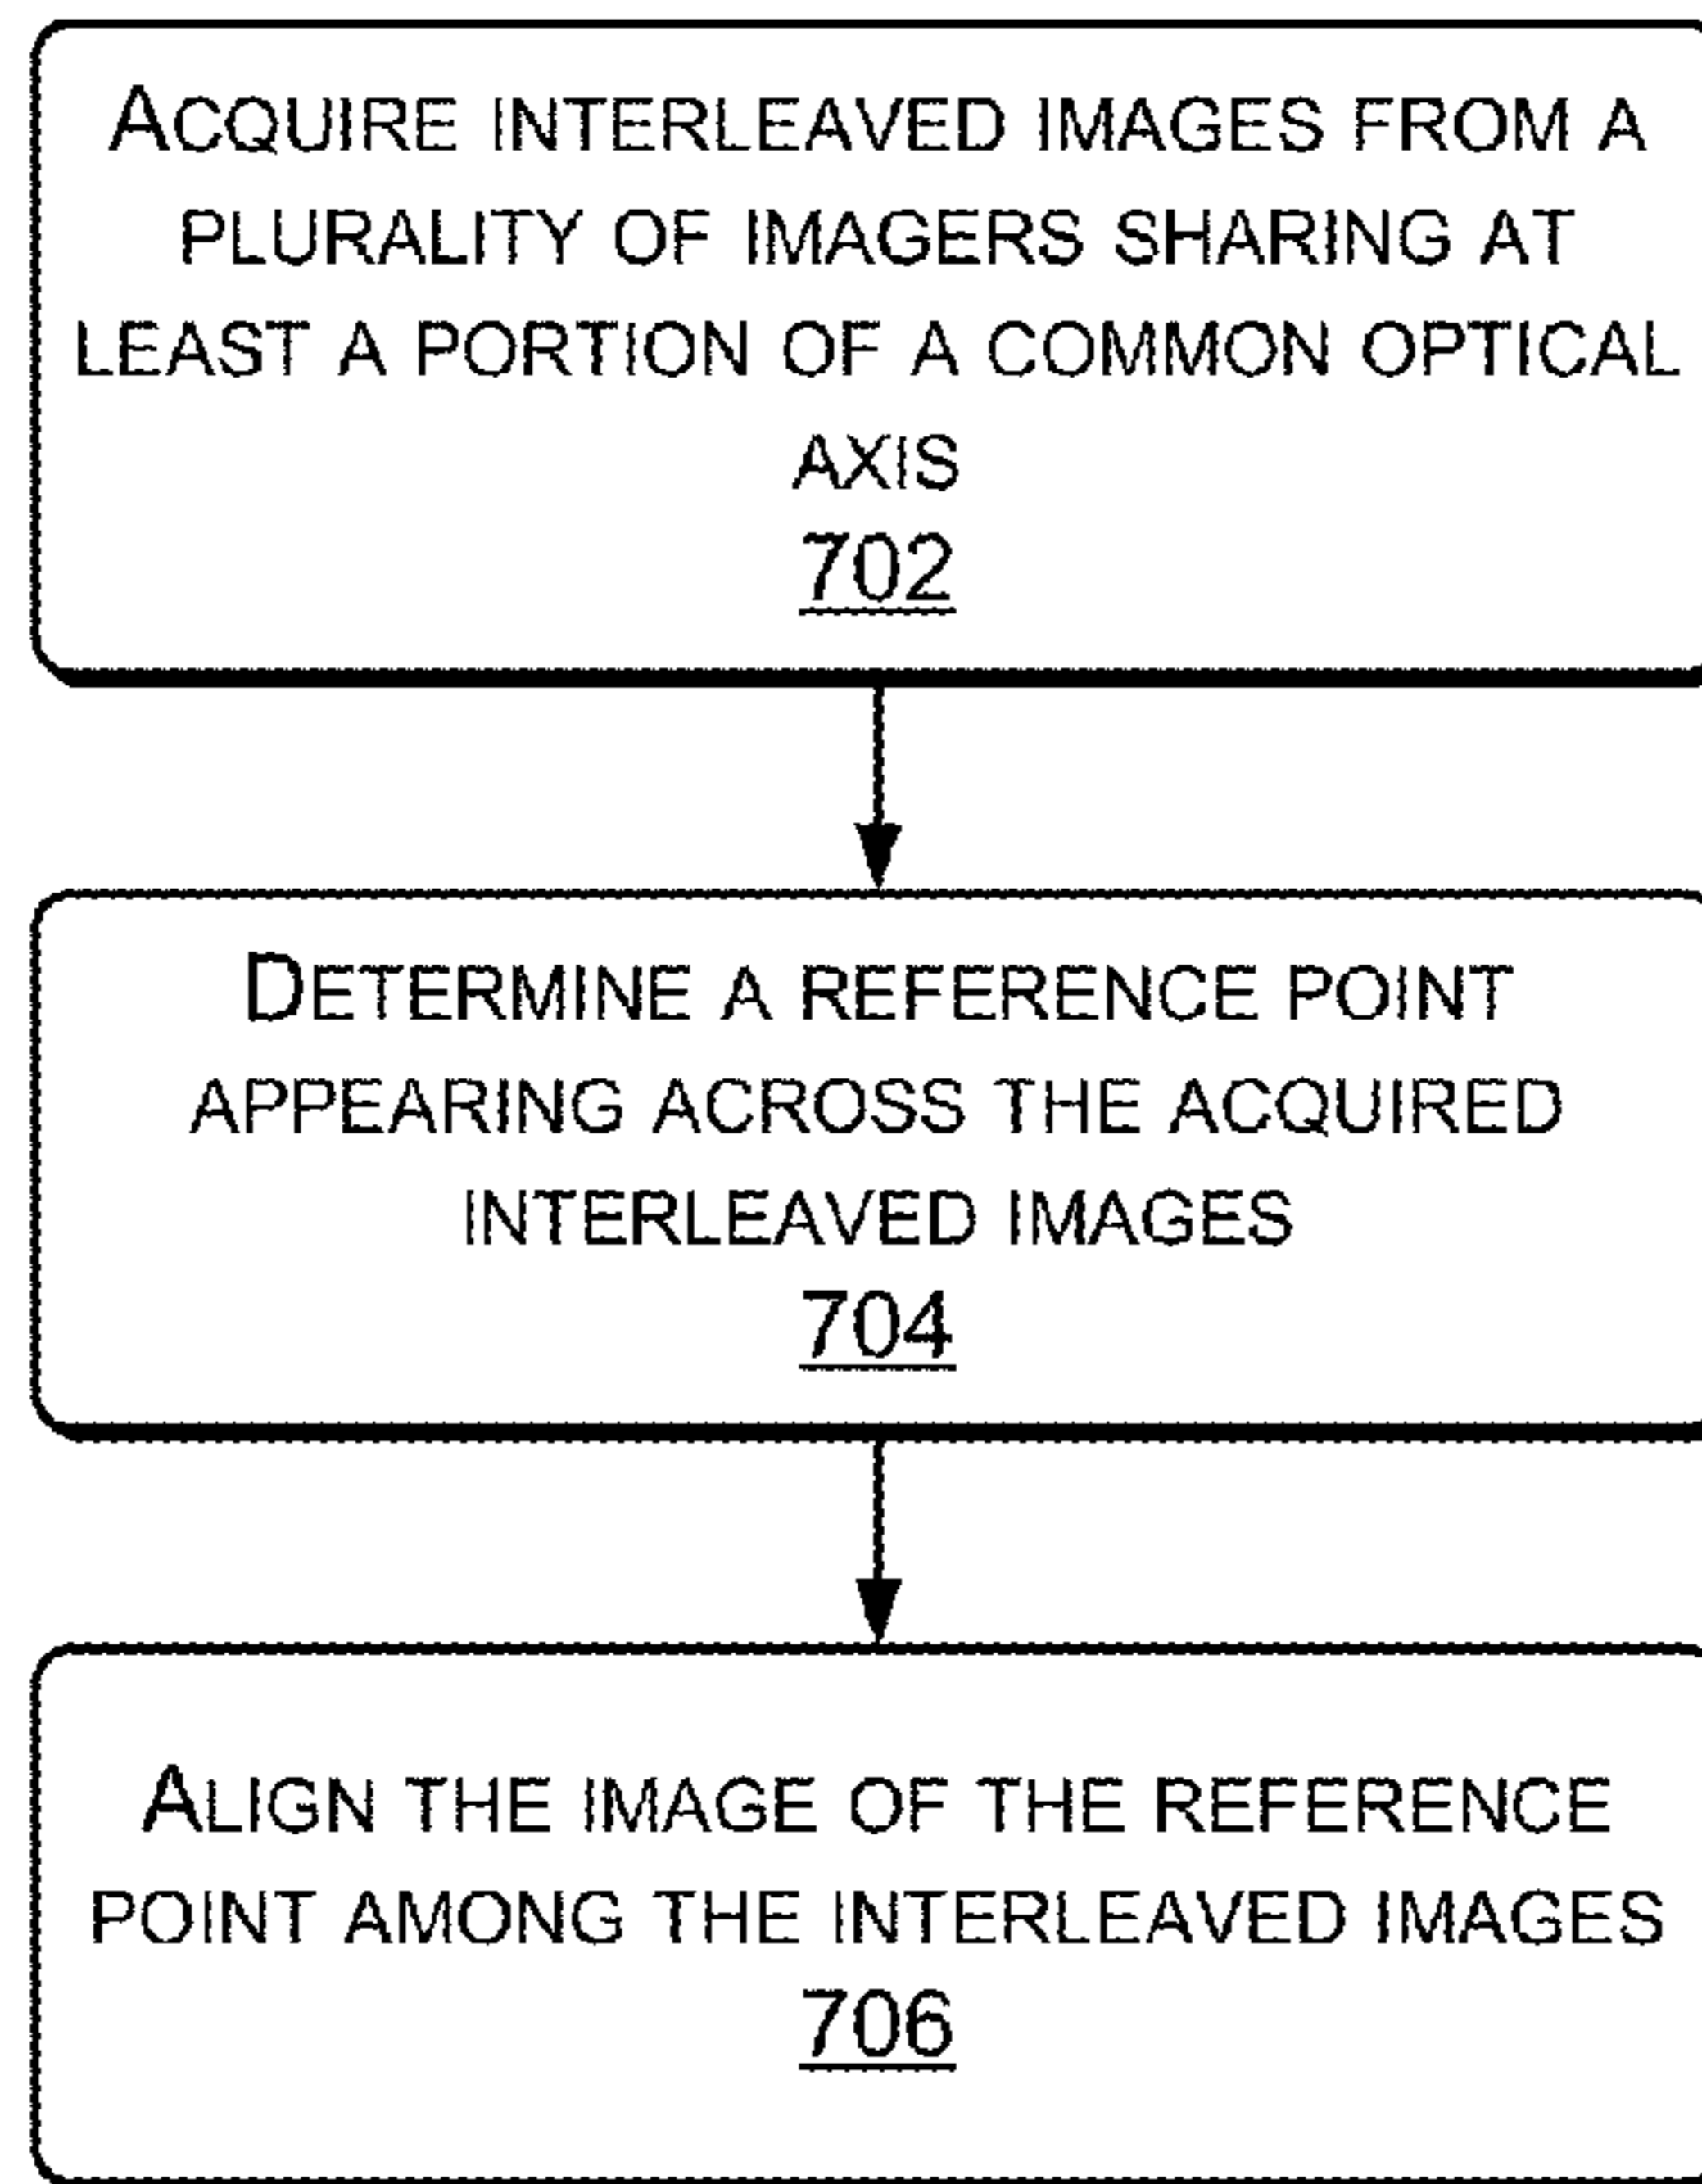 ACQUIRE INTERLEAVED IMAGES FROM A
PLURALITY OF IMAGERS SHARING AT
LEAST A PORTION OF A COMMON OPTICAL
AXIS
702
DETERMINE A REFERENCE POINT
APPEARING ACROSS THE ACQUIRED
INTERLEAVED IMAGES
704
ALIGN THE IMAGE OF THE REFERENCE
POINT AMONG THE INTERLEAVED IMAGES
706